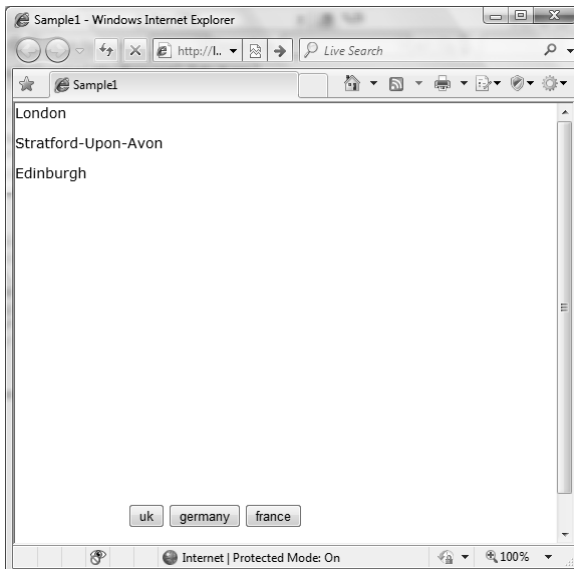 Sample1 - Windows Internet Explorer
http://l..
Live Search
Sample1
London
Stratford-Upon-Avon
Edinburgh
uk germany france
Internet | Protected Mode: On
100%